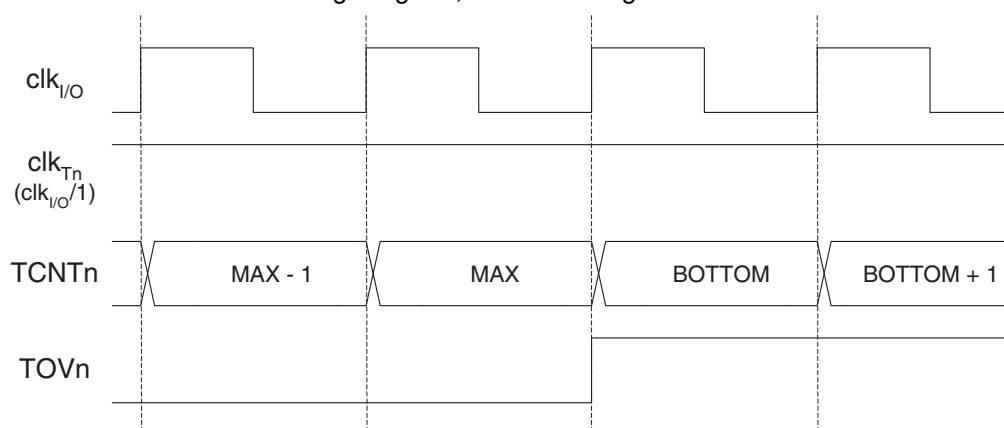 clkI/O
clkTn
(clkI/O/1)
TCNTn MAX - 1 MAX BOTTOM BOTTOM + 1
TOVn